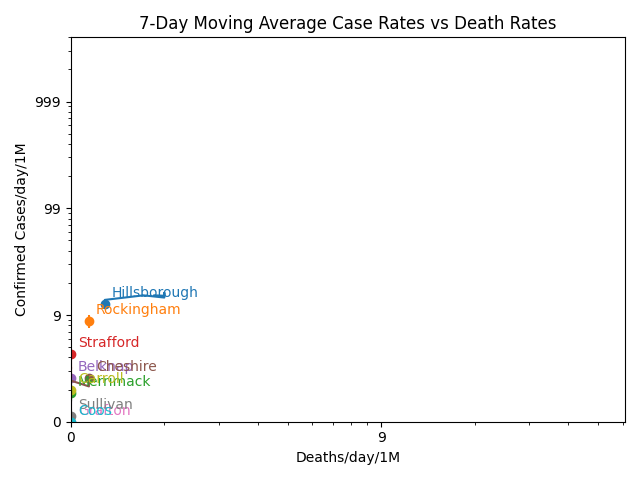 7-Day Moving Average Case Rates vs Death Rates
999
99
9
0
Confirmed Cases/day/1M
Hillsborough
Rockingham
Strafford
Belknap
Cheshire
Carroll
Merrimack
Sullivan
Grafton
Coos
0
9
Deaths/day/1M